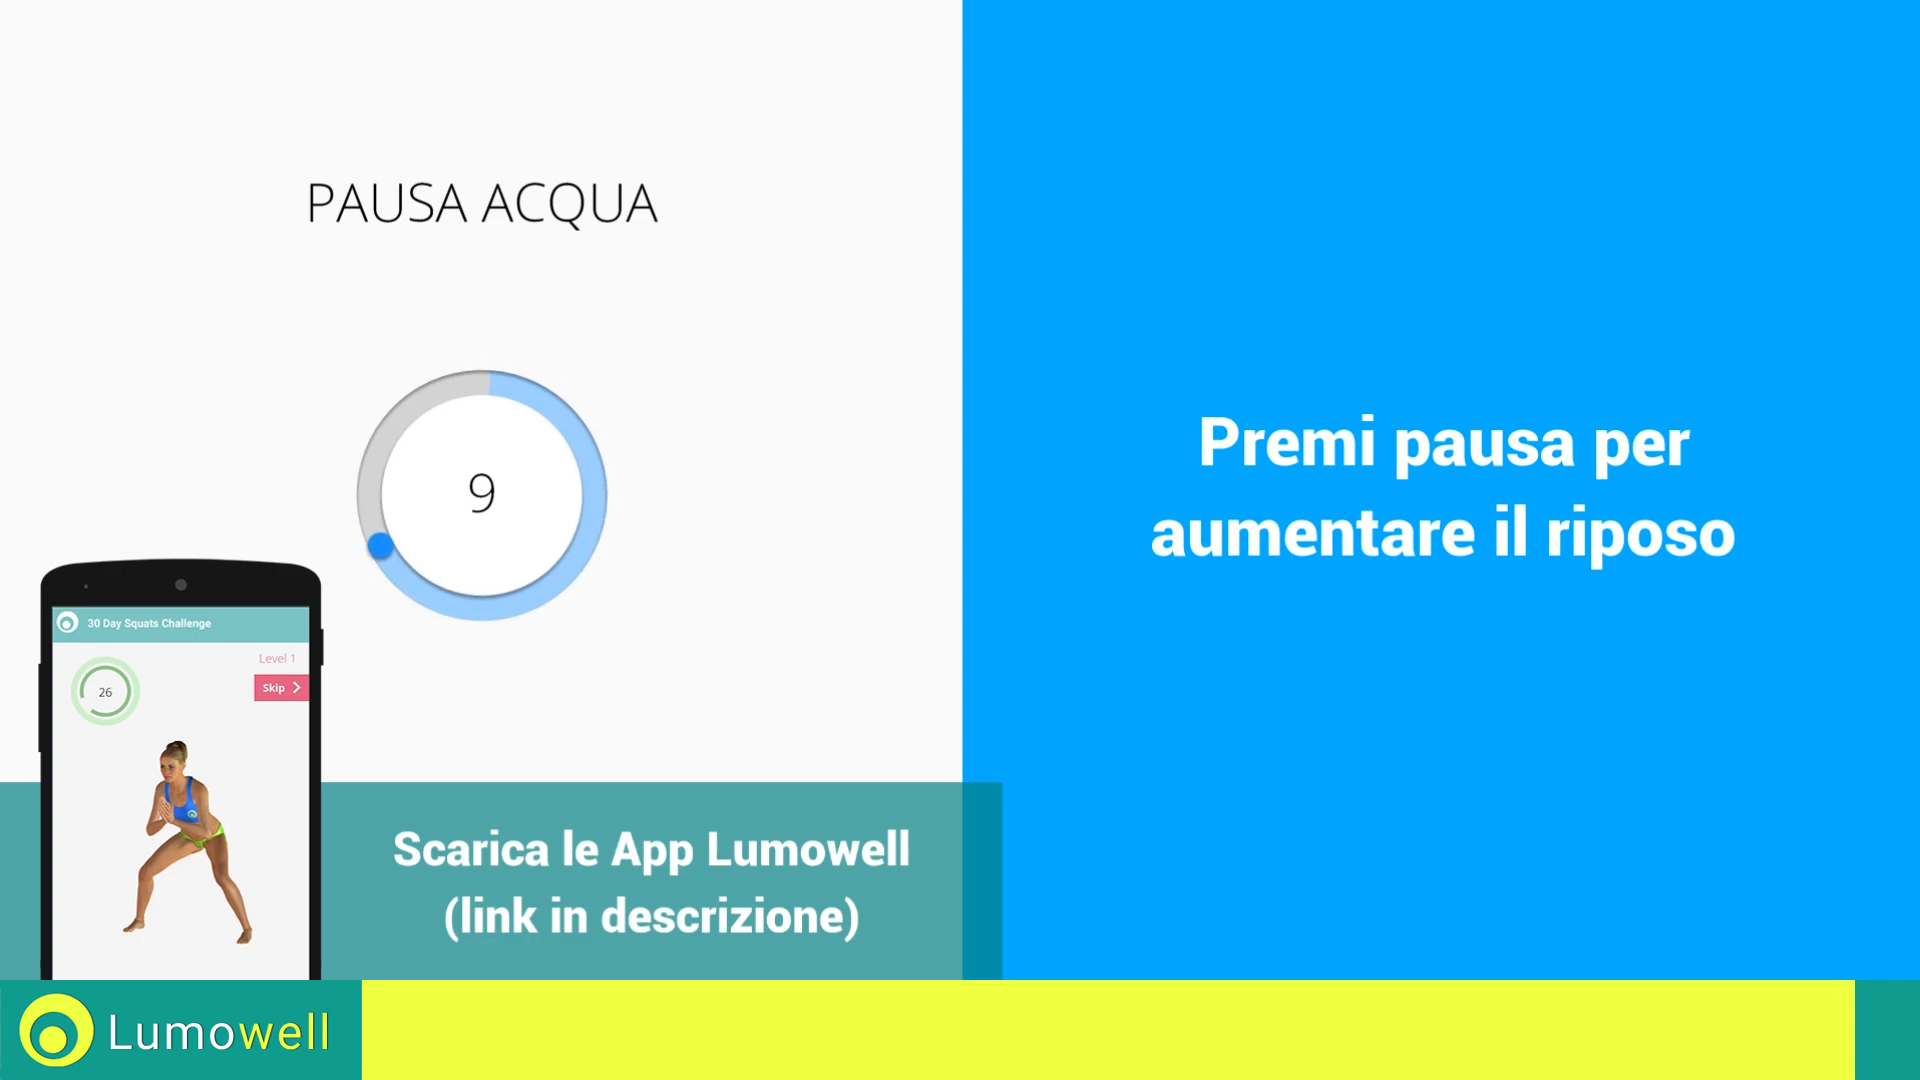 PAUSA ACQUA
9
Premi pausa per
aumentare il riposo
30 Day Squats Challenge
Level 1
26
Skip
Scarica le App Lumowell
(link in descrizione)
Lumowell